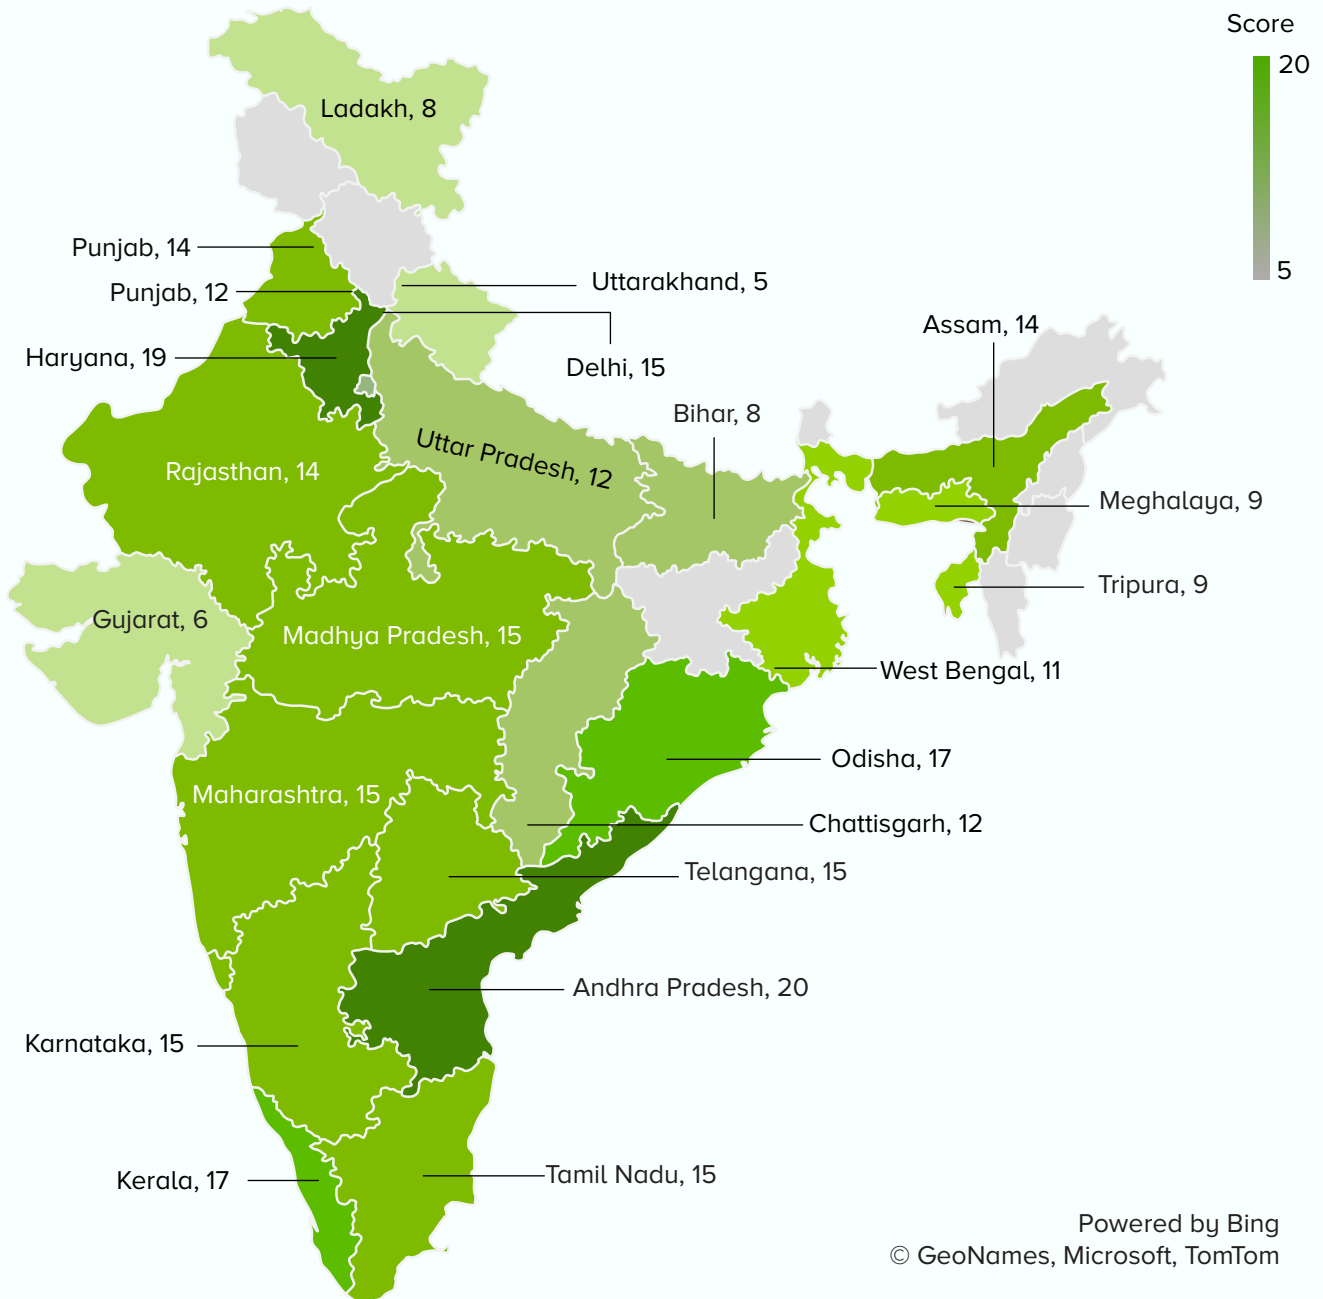 Score
20
5
Ladakh, 8
Punjab, 14
Punjab, 12
Uttarakhand, 5
Haryana, 19
Delhi, 15
Assam, 14
Bihar, 8
Uttar Pradesh, 12
Rajasthan, 14
Meghalaya, 9
Tripura, 9
Gujarat, 6
Madhya Pradesh, 15
West Bengal, 11
Odisha, 17
Maharashtra, 15
Chattisgarh, 12
Telangana, 15
Andhra Pradesh, 20
Karnataka, 15
Kerala, 17
Tamil Nadu, 15
Powered by Bing
© GeoNames, Microsoft, TomTom